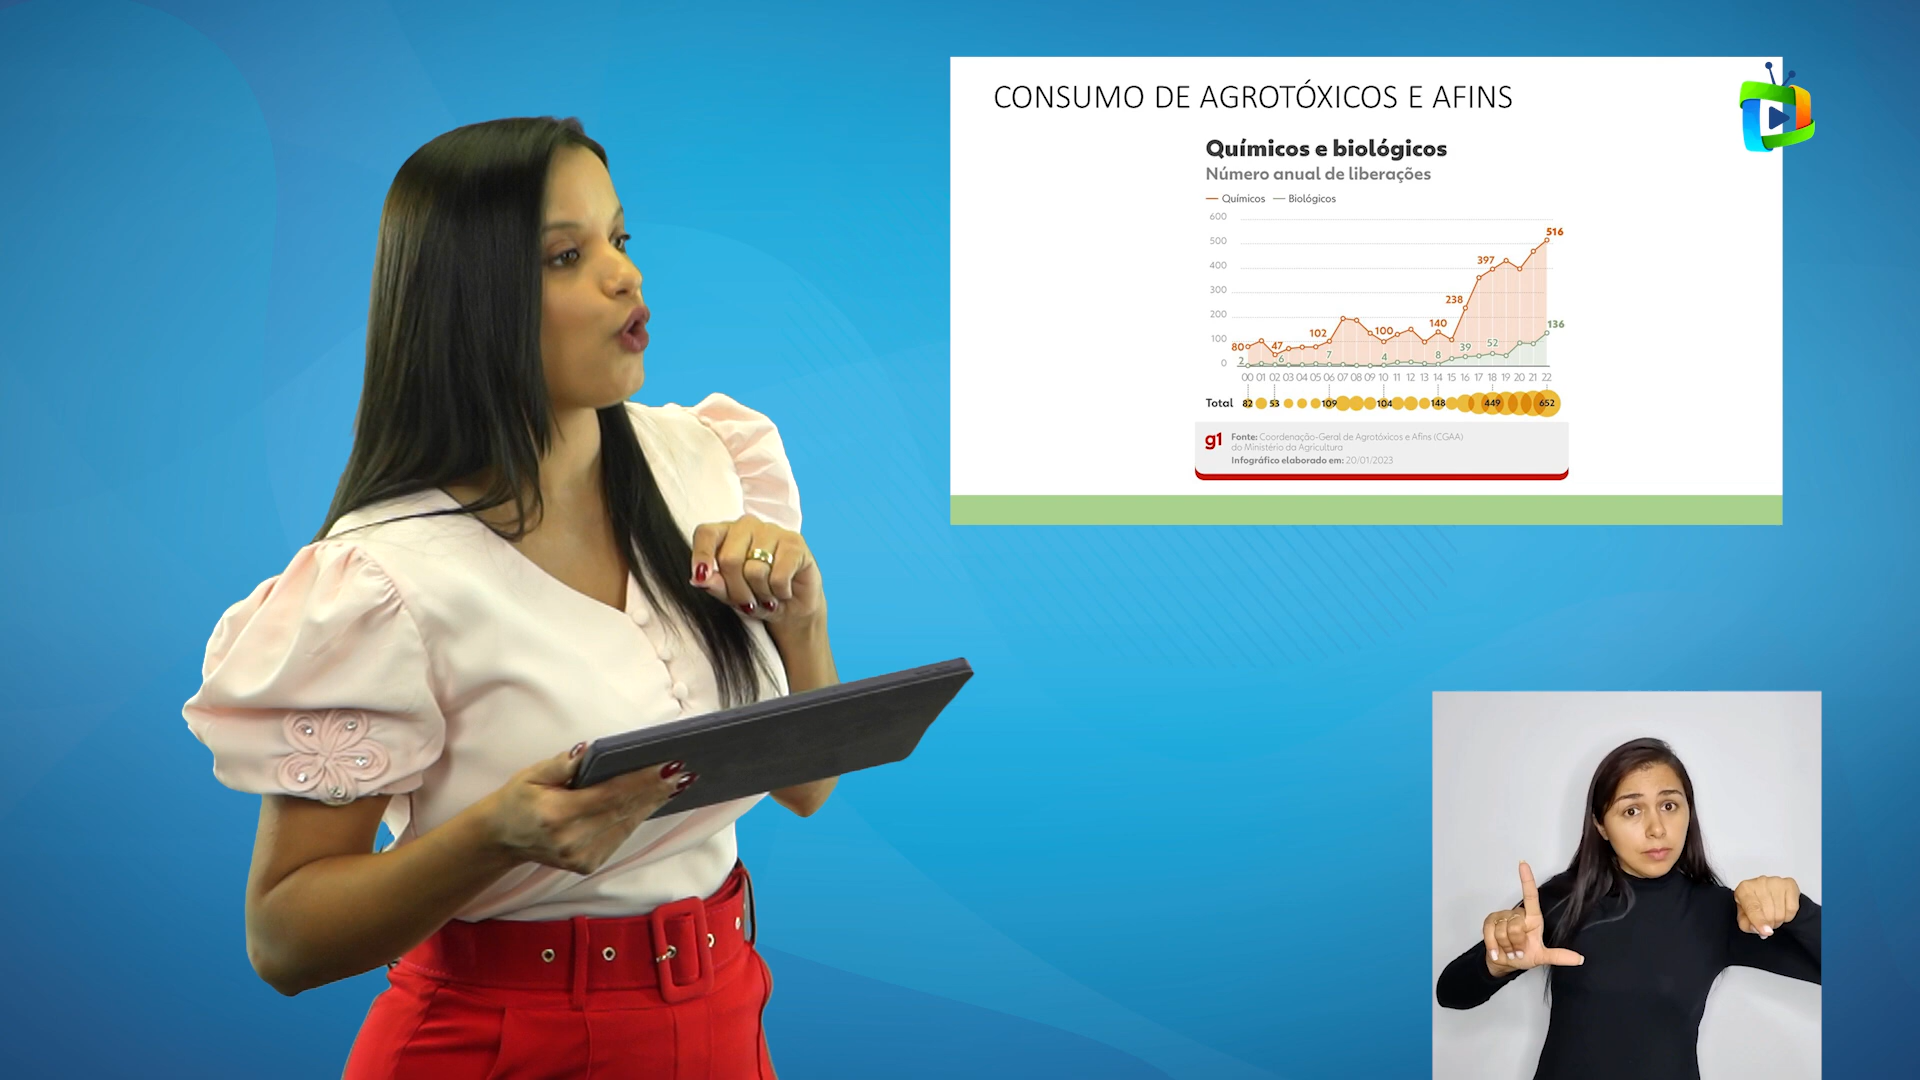 CONSUMO DE AGROTÓXICOS E AFINS
Químicos e biológicos
Número anual de liberações
Químicos Biológicos
600
500
400
300
200
100
0
80 47 102 100 140 238 397 516
2 6 7 4 8 39 52 136
00 01 02 03 04 05 06 07 08 09 10 11 12 13 14 15 16 17 18 19 20 21 22
Total 82 53 109 104 148 449 652
g1 Fonte: Coordenação-Geral de Agrotóxicos e Afins (CGAA)
do Ministério da Agricultura
Infográfico elaborado em: 20/01/2023